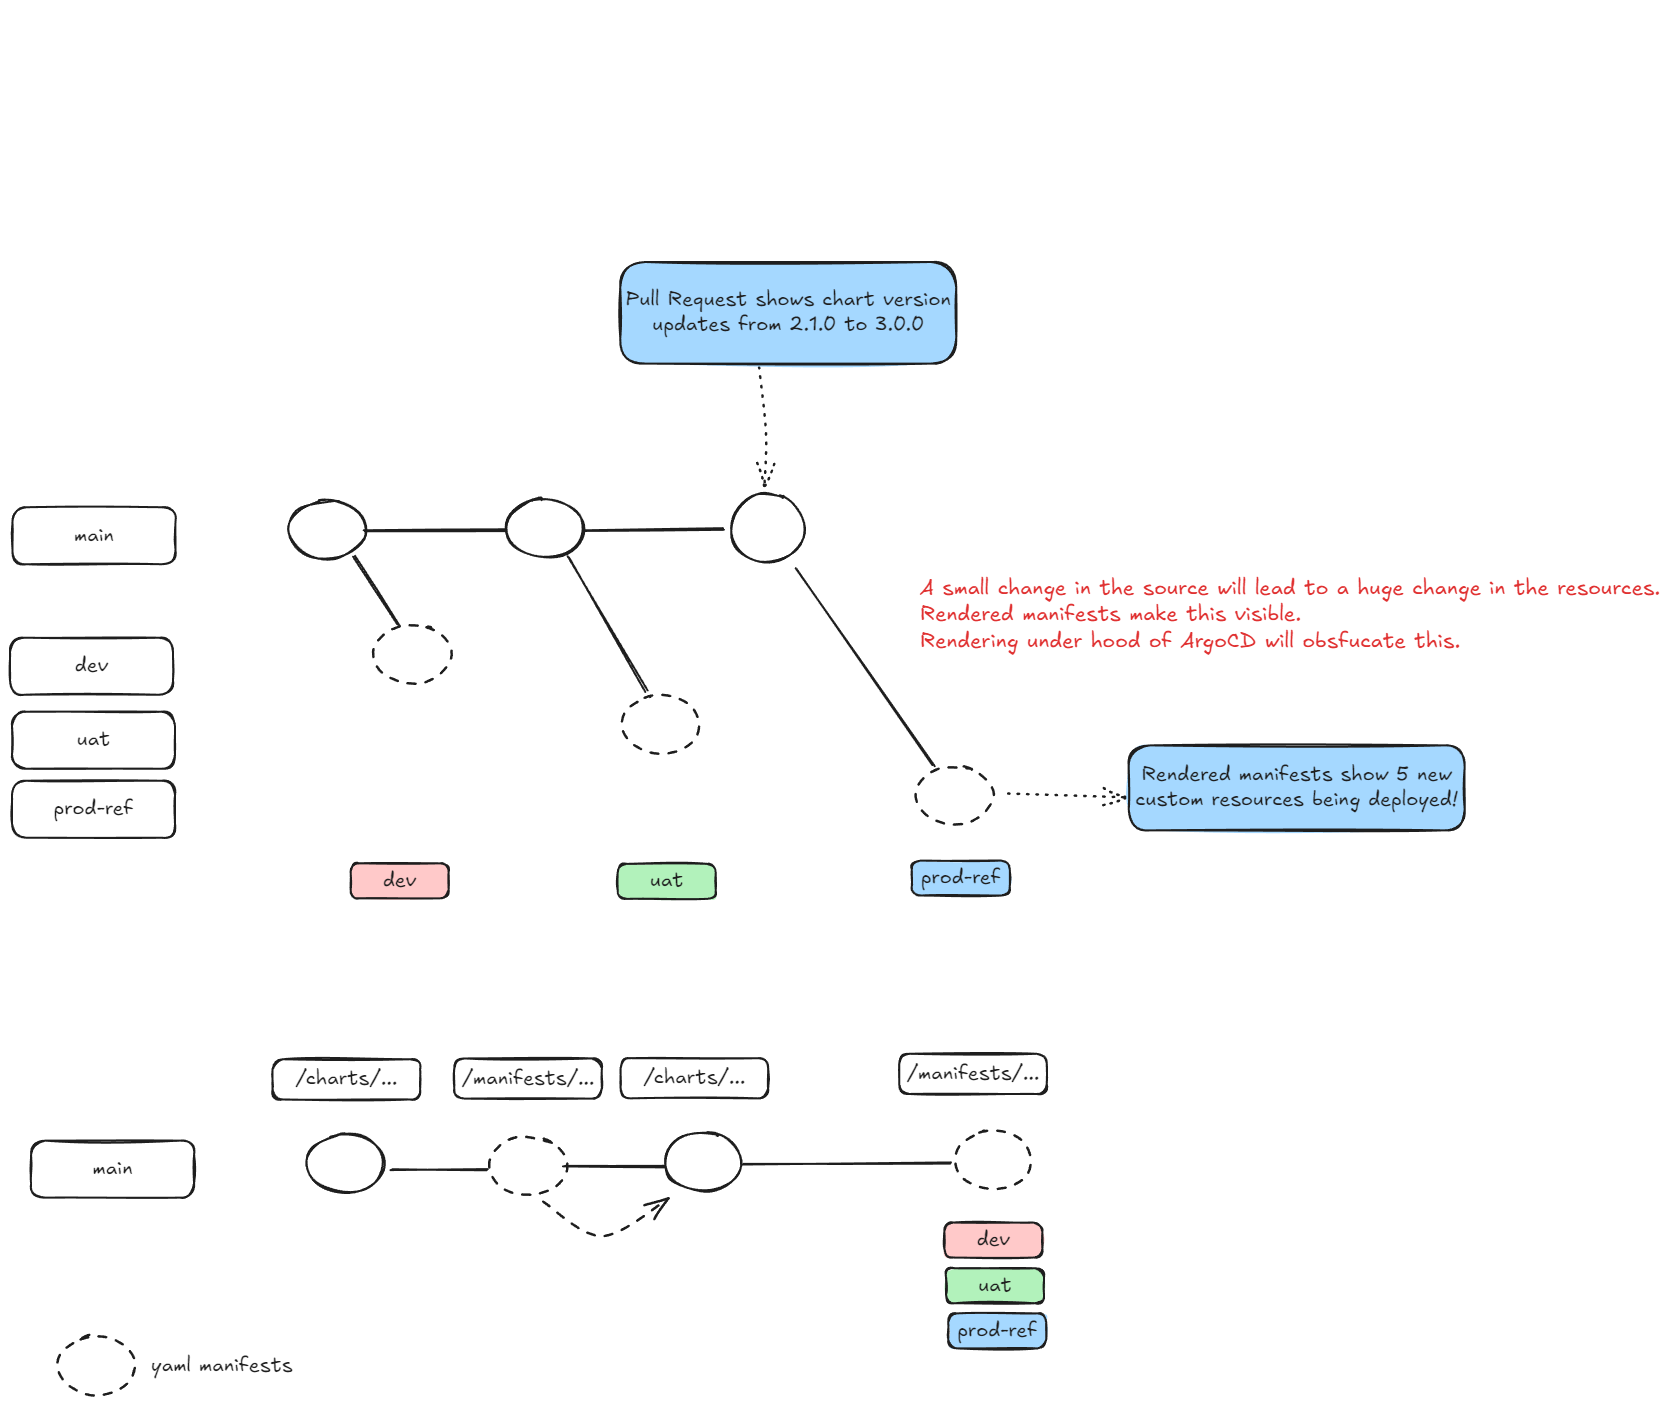 Pull Request shows chart version
updates from 2.1.0 to 3.0.0
main
A small change in the source will lead to a huge change in the resources.
Rendered manifests make this visible.
Rendering under hood of ArgoCD will obsfucate this.
dev
uat
prod-ref
Rendered manifests show 5 new
custom resources being deployed!
dev
uat
prod-ref
/charts/...
/manifests/...
/charts/...
/manifests/...
main
dev
uat
prod-ref
yaml manifests